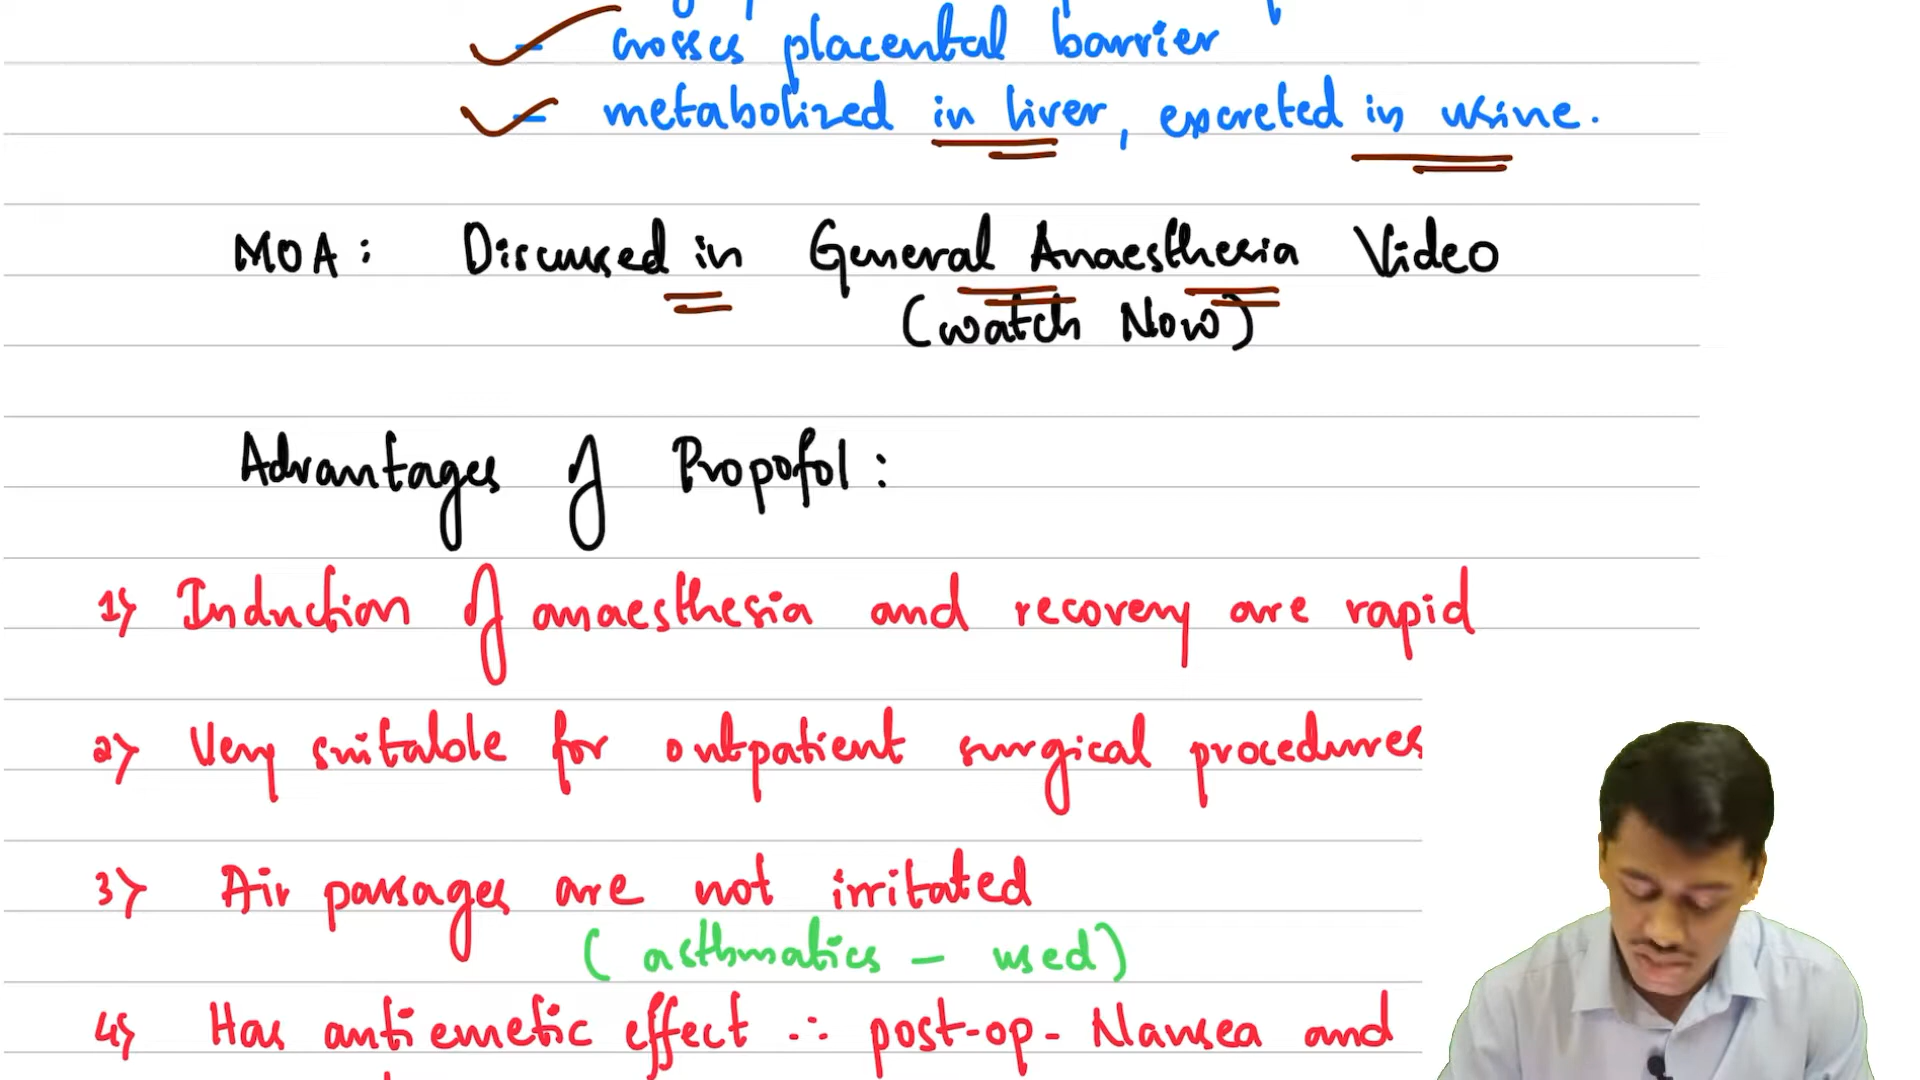 - crosses placental barrier
- metabolized in liver, excreted in urine.
MOA : Discussed in General Anaesthesia Video
(watch Now)
Advantages of Propofol :
1) Induction of anaesthesia and recovery are rapid
2) Very suitable for outpatient surgical procedures
3) Air passages are not irritated
(asthmatics - used)
4) Has antiemetic effect ∴ post-op- Nausea and